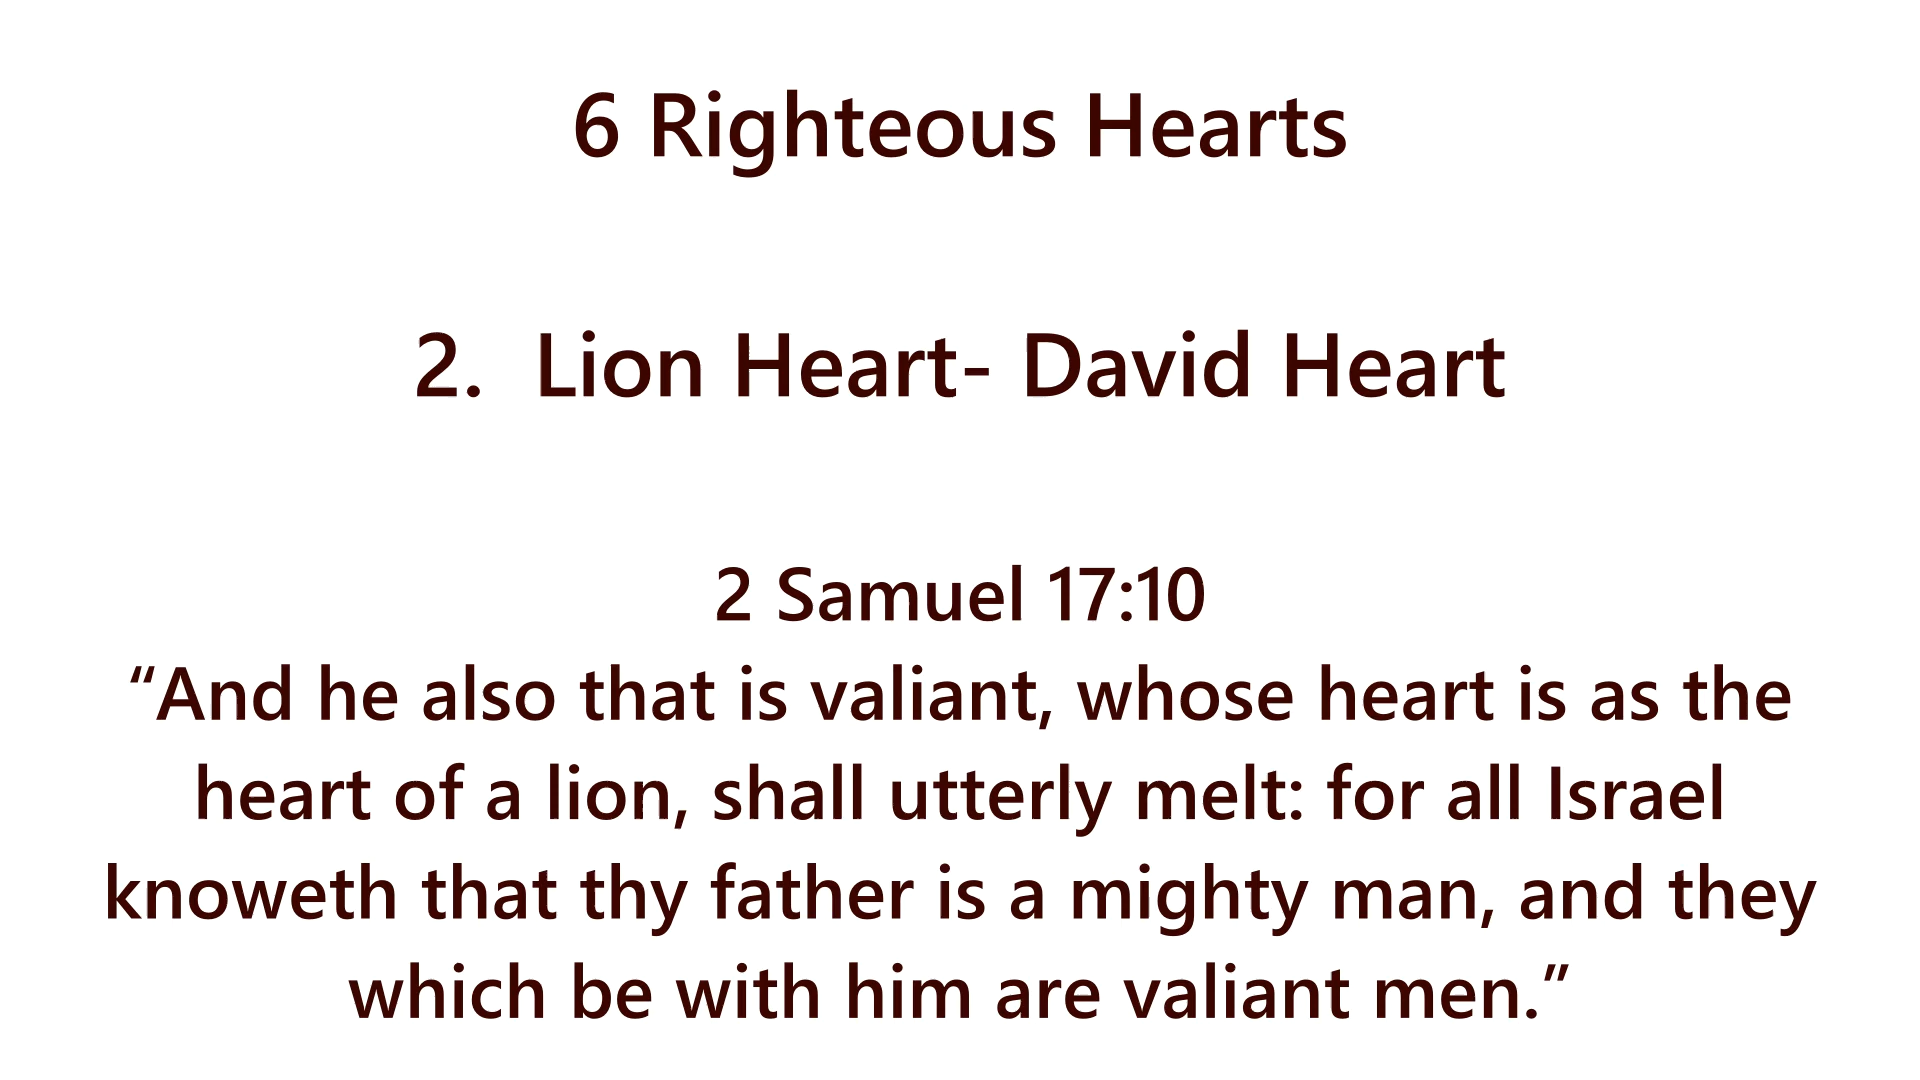 6 Righteous Hearts
2.  Lion Heart- David Heart
2 Samuel 17:10
“And he also that is valiant, whose heart is as the
heart of a lion, shall utterly melt: for all Israel
knoweth that thy father is a mighty man, and they
which be with him are valiant men.”